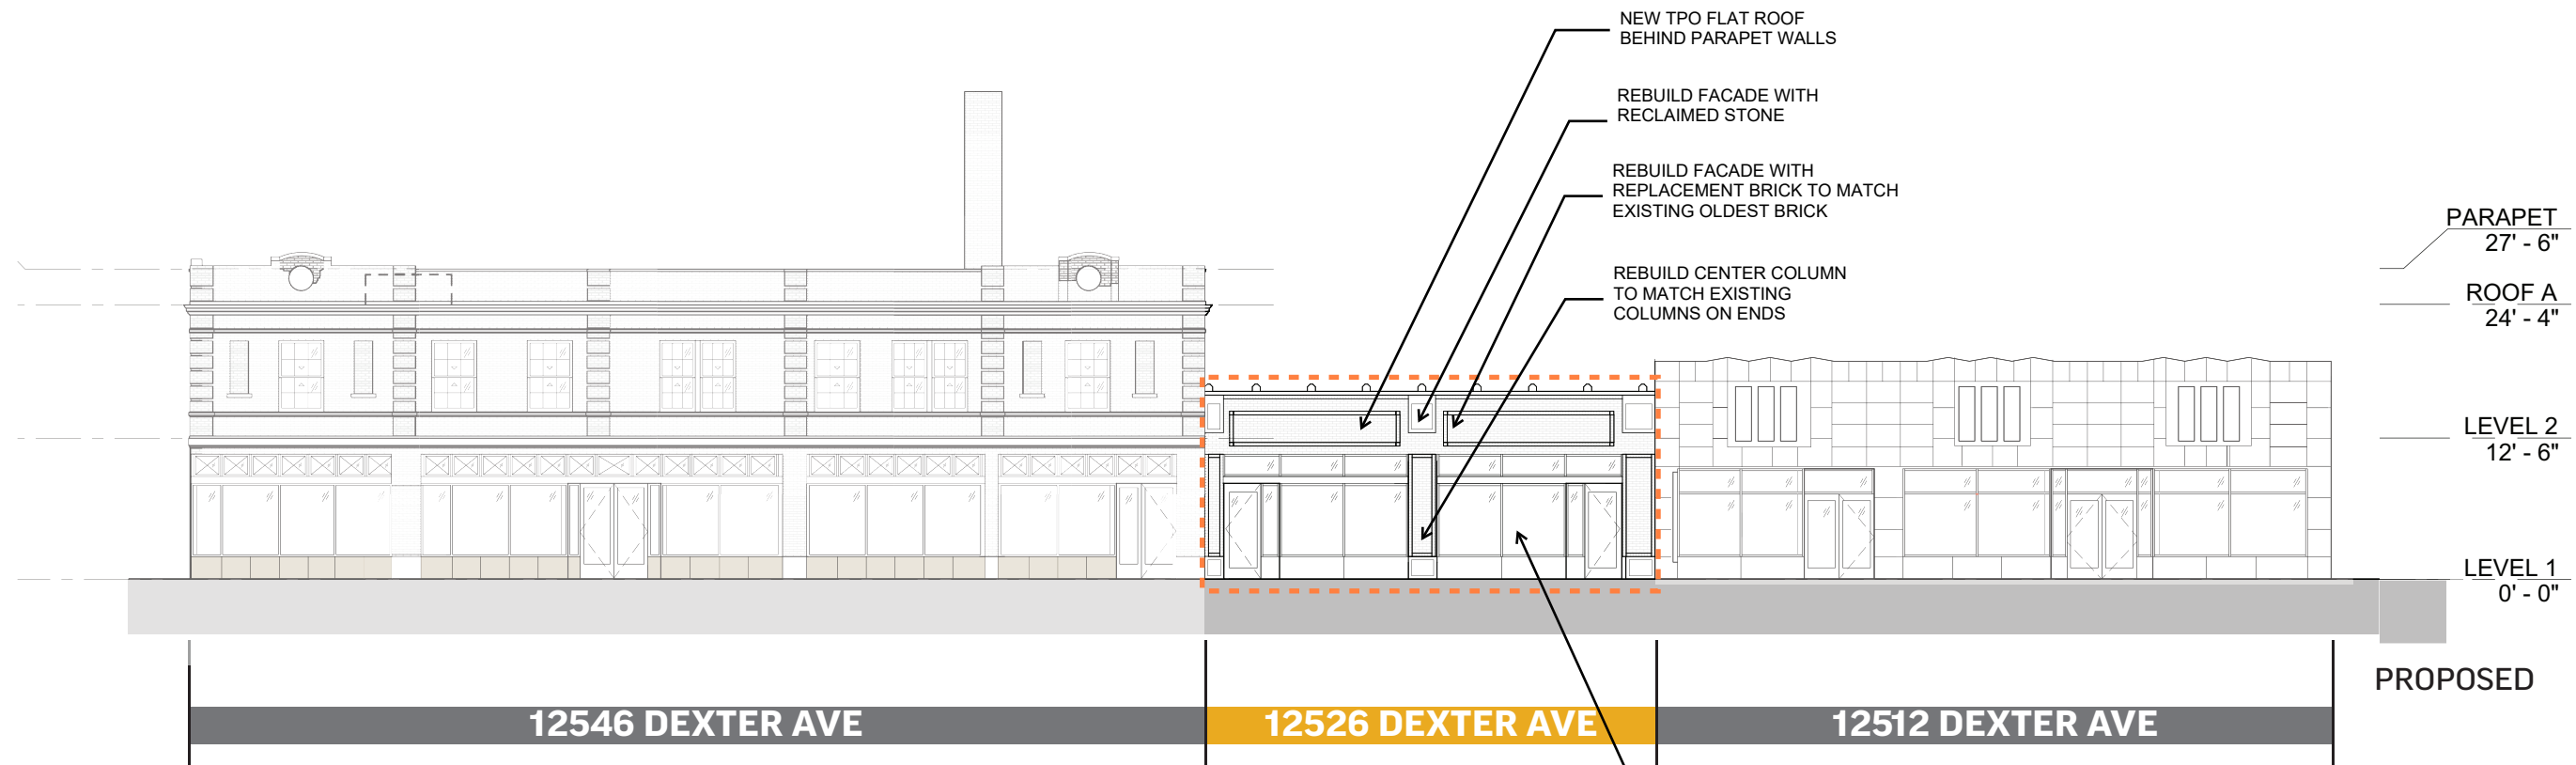 NEW TPO FLAT ROOF
BEHIND PARAPET WALLS
REBUILD FACADE WITH
RECLAIMED STONE
REBUILD FACADE WITH
REPLACEMENT BRICK TO MATCH
EXISTING OLDEST BRICK
REBUILD CENTER COLUMN
TO MATCH EXISTING
COLUMNS ON ENDS
PARAPET
27' - 6"
ROOF A
24' - 4"
LEVEL 2
12' - 6"
LEVEL 1
0' - 0"
PROPOSED
12546 DEXTER AVE
12526 DEXTER AVE
12512 DEXTER AVE